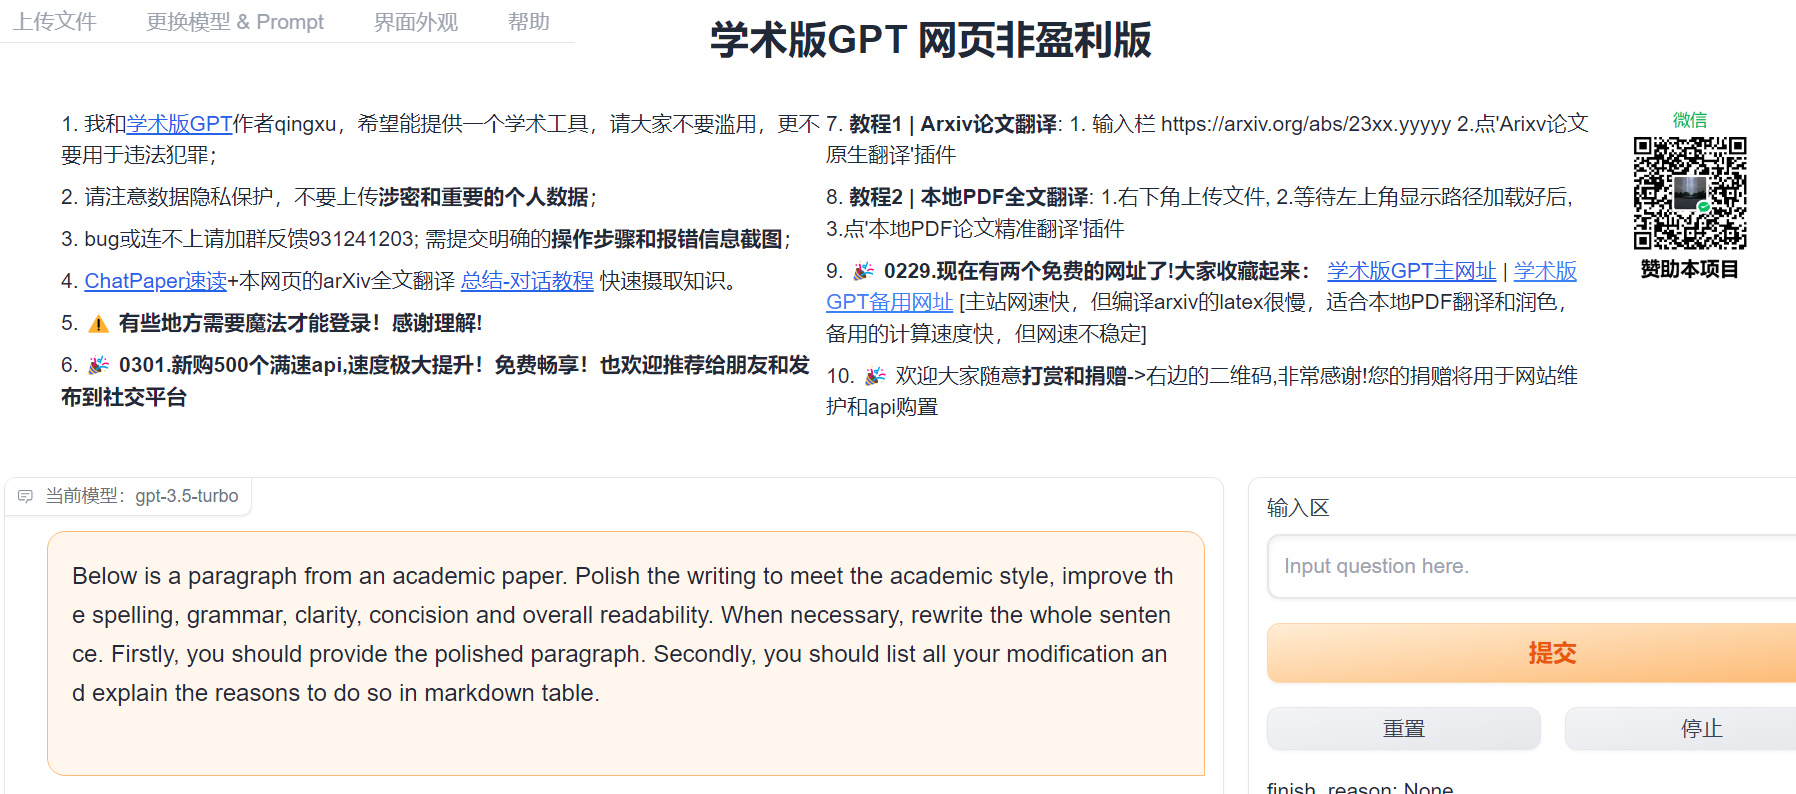 上传文件 更换模型 & Prompt 界面外观 帮助
学术版GPT 网页非盈利版
1. 我和学术版GPT作者qingxu，希望能提供一个学术工具，请大家不要滥用，更不
要用于违法犯罪；
2. 请注意数据隐私保护，不要上传涉密和重要的个人数据；
3. bug或连不上请加群反馈931241203; 需提交明确的操作步骤和报错信息截图；
4. ChatPaper速读+本网页的arXiv全文翻译 总结-对话教程 快速摄取知识。
5. ⚠️ 有些地方需要魔法才能登录！感谢理解!
6. 🎉 0301.新购500个满速api,速度极大提升！免费畅享！也欢迎推荐给朋友和发
布到社交平台
7. 教程1 | Arxiv论文翻译: 1. 输入栏 https://arxiv.org/abs/23xx.yyyyy 2.点'Arixv论文
原生翻译'插件
8. 教程2 | 本地PDF全文翻译: 1.右下角上传文件, 2.等待左上角显示路径加载好后,
3.点'本地PDF论文精准翻译'插件
9. 🎉 0229.现在有两个免费的网址了!大家收藏起来： 学术版GPT主网址 | 学术版
GPT备用网址 [主站网速快，但编译arxiv的latex很慢，适合本地PDF翻译和润色，
备用的计算速度快，但网速不稳定]
10. 🎉 欢迎大家随意打赏和捐赠->右边的二维码,非常感谢!您的捐赠将用于网站维
护和api购置
微信
赞助本项目
当前模型：gpt-3.5-turbo
Below is a paragraph from an academic paper. Polish the writing to meet the academic style, improve th
e spelling, grammar, clarity, concision and overall readability. When necessary, rewrite the whole senten
ce. Firstly, you should provide the polished paragraph. Secondly, you should list all your modification an
d explain the reasons to do so in markdown table.
输入区
Input question here.
提交
重置 停止
finish_reason: None